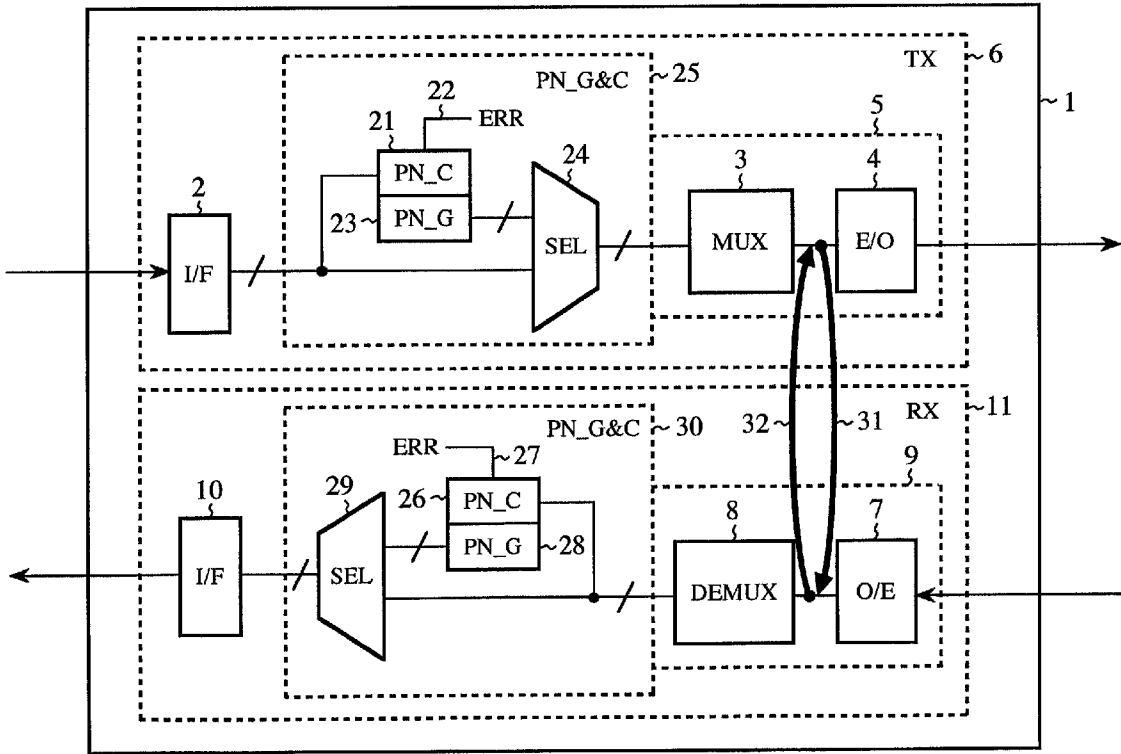 TX
6
PN_G&C
25
22
ERR
1
21
5
24
2
3
4
PN_C
23
PN_G
SEL
MUX
E/O
I/F
RX
11
PN_G&C
30
32
31
ERR
27
9
29
26
PN_C
10
8
7
PN_G
28
I/F
SEL
DEMUX
O/E